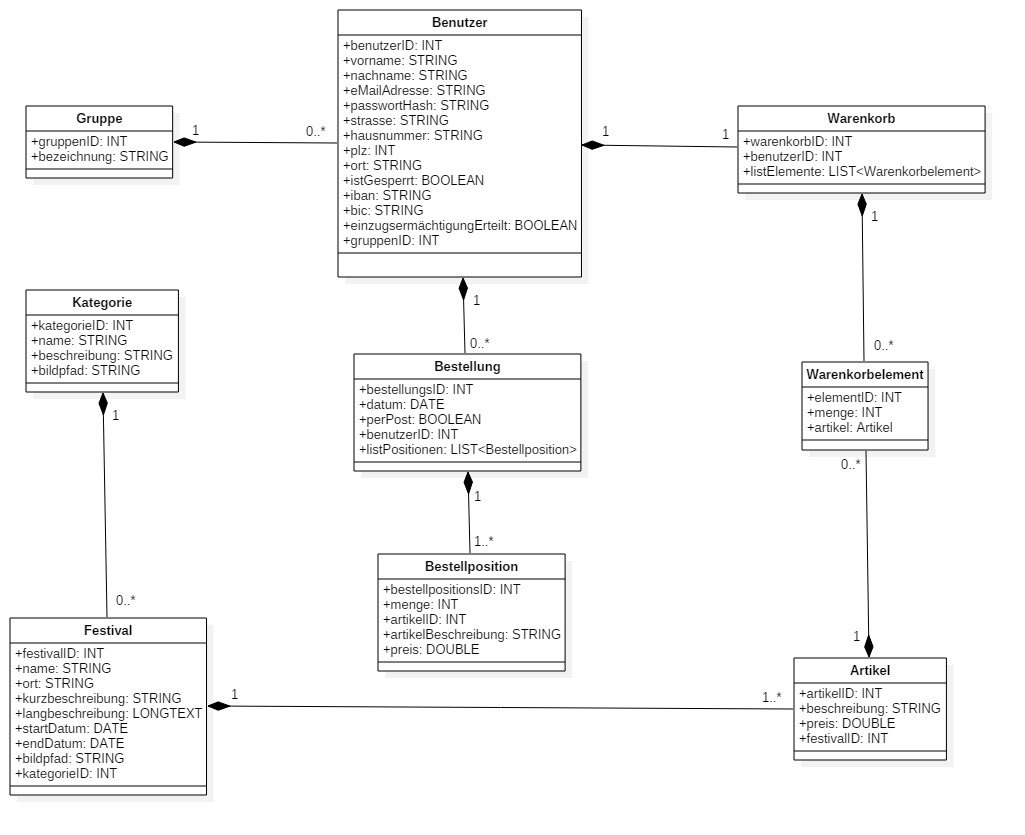 Benutzer
+benutzerID: INT
+vorname: STRING
+nachname: STRING
+eMailAdresse: STRING
+passwortHash: STRING
+strasse: STRING
+hausnummer: STRING
+plz: INT
+ort: STRING
+istGesperrt: BOOLEAN
+iban: STRING
+bic: STRING
+einzugsermächtigungErteilt: BOOLEAN
+gruppenID: INT
Gruppe
+gruppenID: INT
+bezeichnung: STRING
1
0..*
1
1
Warenkorb
+warenkorbID: INT
+benutzerID: INT
+listElemente: LIST<Warenkorbelement>
1
0..*
1
0..*
Kategorie
+kategorieID: INT
+name: STRING
+beschreibung: STRING
+bildpfad: STRING
1
0..*
Bestellung
+bestellungsID: INT
+datum: DATE
+perPost: BOOLEAN
+benutzerID: INT
+listPositionen: LIST<Bestellposition>
1
1..*
Warenkorbelement
+elementID: INT
+menge: INT
+artikel: Artikel
0..*
1
Bestellposition
+bestellpositionsID: INT
+menge: INT
+artikelID: INT
+artikelBeschreibung: STRING
+preis: DOUBLE
Festival
+festivalID: INT
+name: STRING
+ort: STRING
+kurzbeschreibung: STRING
+langbeschreibung: LONGTEXT
+startDatum: DATE
+endDatum: DATE
+bildpfad: STRING
+kategorieID: INT
1
1..*
Artikel
+artikelID: INT
+beschreibung: STRING
+preis: DOUBLE
+festivalID: INT